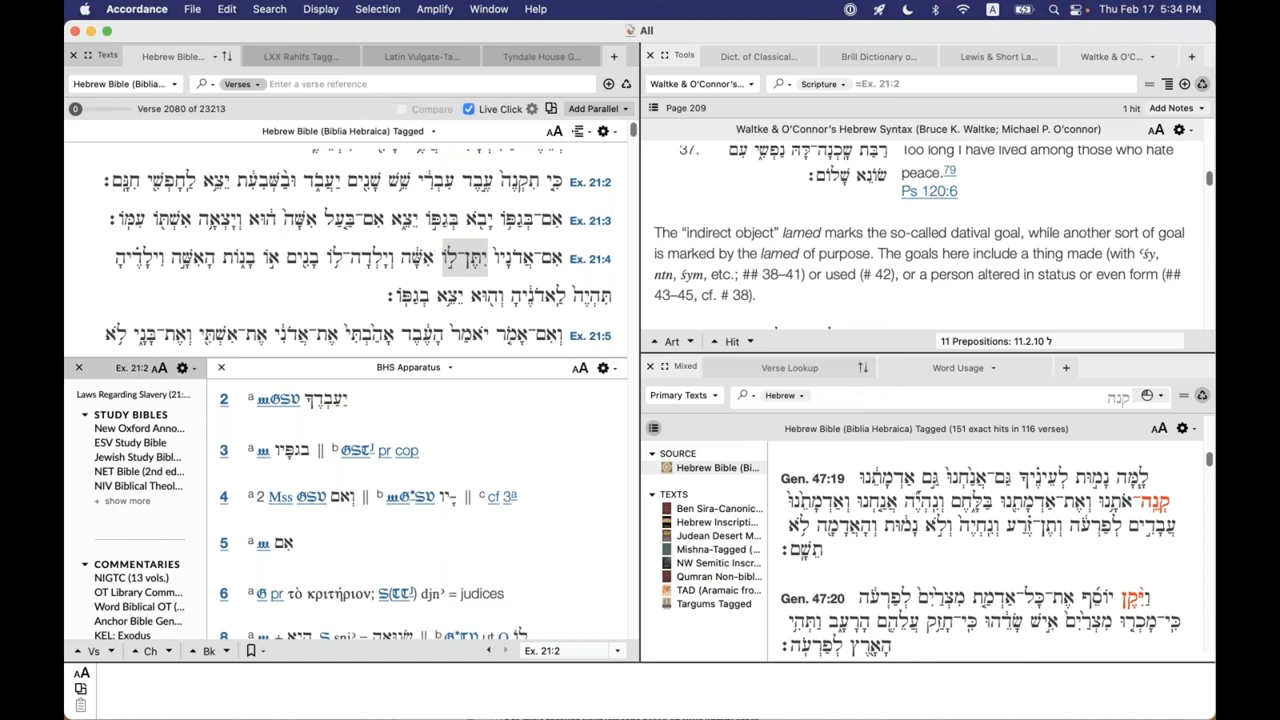 Accordance File Edit Search Display Selection Amplify Window Help
A Thu Feb 17 5:34 PM
All
Texts Hebrew Bible... LXX Rahlfs Tagg... Latin Vulgate-Ta... Tyndale House G... +
Hebrew Bible (Biblia... Verses Enter a verse reference
0 Verse 2080 of 23213 Compare Live Click Add Parallel
Hebrew Bible (Biblia Hebraica) Tagged AA
Ex. 21:2 כִּי תִקְנֶה עֶבֶד עִבְרִי שֵׁשׁ שָׁנִים יַעֲבֹד וּבַשְּׁבִעִת יֵצֵא לַחׇפְשִׁי חִנָּם׃
Ex. 21:3 אִם־בְּגַפּוֹ יָבֹא בְּגַפּוֹ יֵצֵא אִם־בַּעַל אִשָּׁה הוּא וְיָצְאָה אִשְׁתּוֹ עִמּוֹ׃
Ex. 21:4 אִם־אֲדֹנָיו יִתֶּן־לוֹ אִשָּׁה וְיָלְדָה־לוֹ בָנִים אוֹ בָנוֹת הָאִשָּׁה וִילָדֶיהָ
תִּהְיֶה לַאדֹנֶיהָ וְהוּא יֵצֵא בְגַפּוֹ׃
Ex. 21:5 וְאִם־אָמֹר יֹאמַר הָעֶבֶד אָהַבְתִּי אֶת־אֲדֹנִי אֶת־אִשְׁתִּי וְאֶת־בָּנָי לֹא
Ex. 21:2 AA
Laws Regarding Slavery (21:...
STUDY BIBLES
New Oxford Anno...
ESV Study Bible
Jewish Study Bib...
NET Bible (2nd ed...
NIV Biblical Theol...
+ show more
COMMENTARIES
NIGTC (13 vols.)
OT Library Comm...
Word Biblical OT (...
Anchor Bible Gen...
KEL: Exodus
BHS Apparatus AA
2 a 𝔊𝔖𝔙 יַעַבְדֶךָ
3 a בגפיו || b pr cop
4 a 2 Mss 𝔊𝔖𝔙 וְאִם || b ־ָיו || c cf 3a
5 a אִם
6 a 𝔊 pr τὸ κριτήριον; djnʾ = judices
Vs Ch Bk Ex. 21:2
Tools Dict. of Classical... Brill Dictionary o... Lewis & Short La... Waltke & O'C... +
Waltke & O'Connor's... Scripture =Ex. 21:2
Page 209 1 hit Add Notes
Waltke & O'Connor's Hebrew Syntax (Bruce K. Waltke; Michael P. O'connor) AA
37. רַבַּת שָׁכְנָה־לָּהּ נַפְשִׁי עִם Too long I have lived among those who hate
שׂוֹנֵא שָׁלוֹם׃ peace.79
Ps 120:6
The “indirect object” lamed marks the so-called datival goal, while another sort of goal
is marked by the lamed of purpose. The goals here include a thing made (with ʿśy,
ntn, śym, etc.; ## 38–41) or used (# 42), or a person altered in status or even form (##
43–45, cf. # 38).
Art Hit 11 Prepositions: 11.2.10 ל
Mixed Verse Lookup Word Usage +
Primary Texts Hebrew קנה
Hebrew Bible (Biblia Hebraica) Tagged (151 exact hits in 116 verses) AA
SOURCE
Hebrew Bible (Bi...
TEXTS
Ben Sira-Canonic...
Hebrew Inscripti...
Judean Desert M...
Mishna-Tagged (...
NW Semitic Inscr...
Qumran Non-bibl...
TAD (Aramaic fro...
Targums Tagged
Gen. 47:19 לָמָּה נָמוּת לְעֵינֶיךָ גַּם־אֲנַחְנוּ גַּם אַדְמָתֵנוּ
קְנֵה־אֹתָנוּ וְאֶת־אַדְמָתֵנוּ בַּלָּחֶם וְנִהְיֶה אֲנַחְנוּ וְאַדְמָתֵנוּ
עֲבָדִים לְפַרְעֹה וְתֶן־זֶרַע וְנִחְיֶה וְלֹא נָמוּת וְהָאֲדָמָה לֹא
תֵשָׁם׃
Gen. 47:20 וַיִּקֶן יוֹסֵף אֶת־כׇּל־אַדְמַת מִצְרַיִם לְפַרְעֹה
כִּי־מָכְרוּ מִצְרַיִם אִישׁ שָׂדֵהוּ כִּי־חָזַק עֲלֵהֶם הָרָעָב וַתְּהִי
הָאָרֶץ לְפַרְעֹה׃
AA